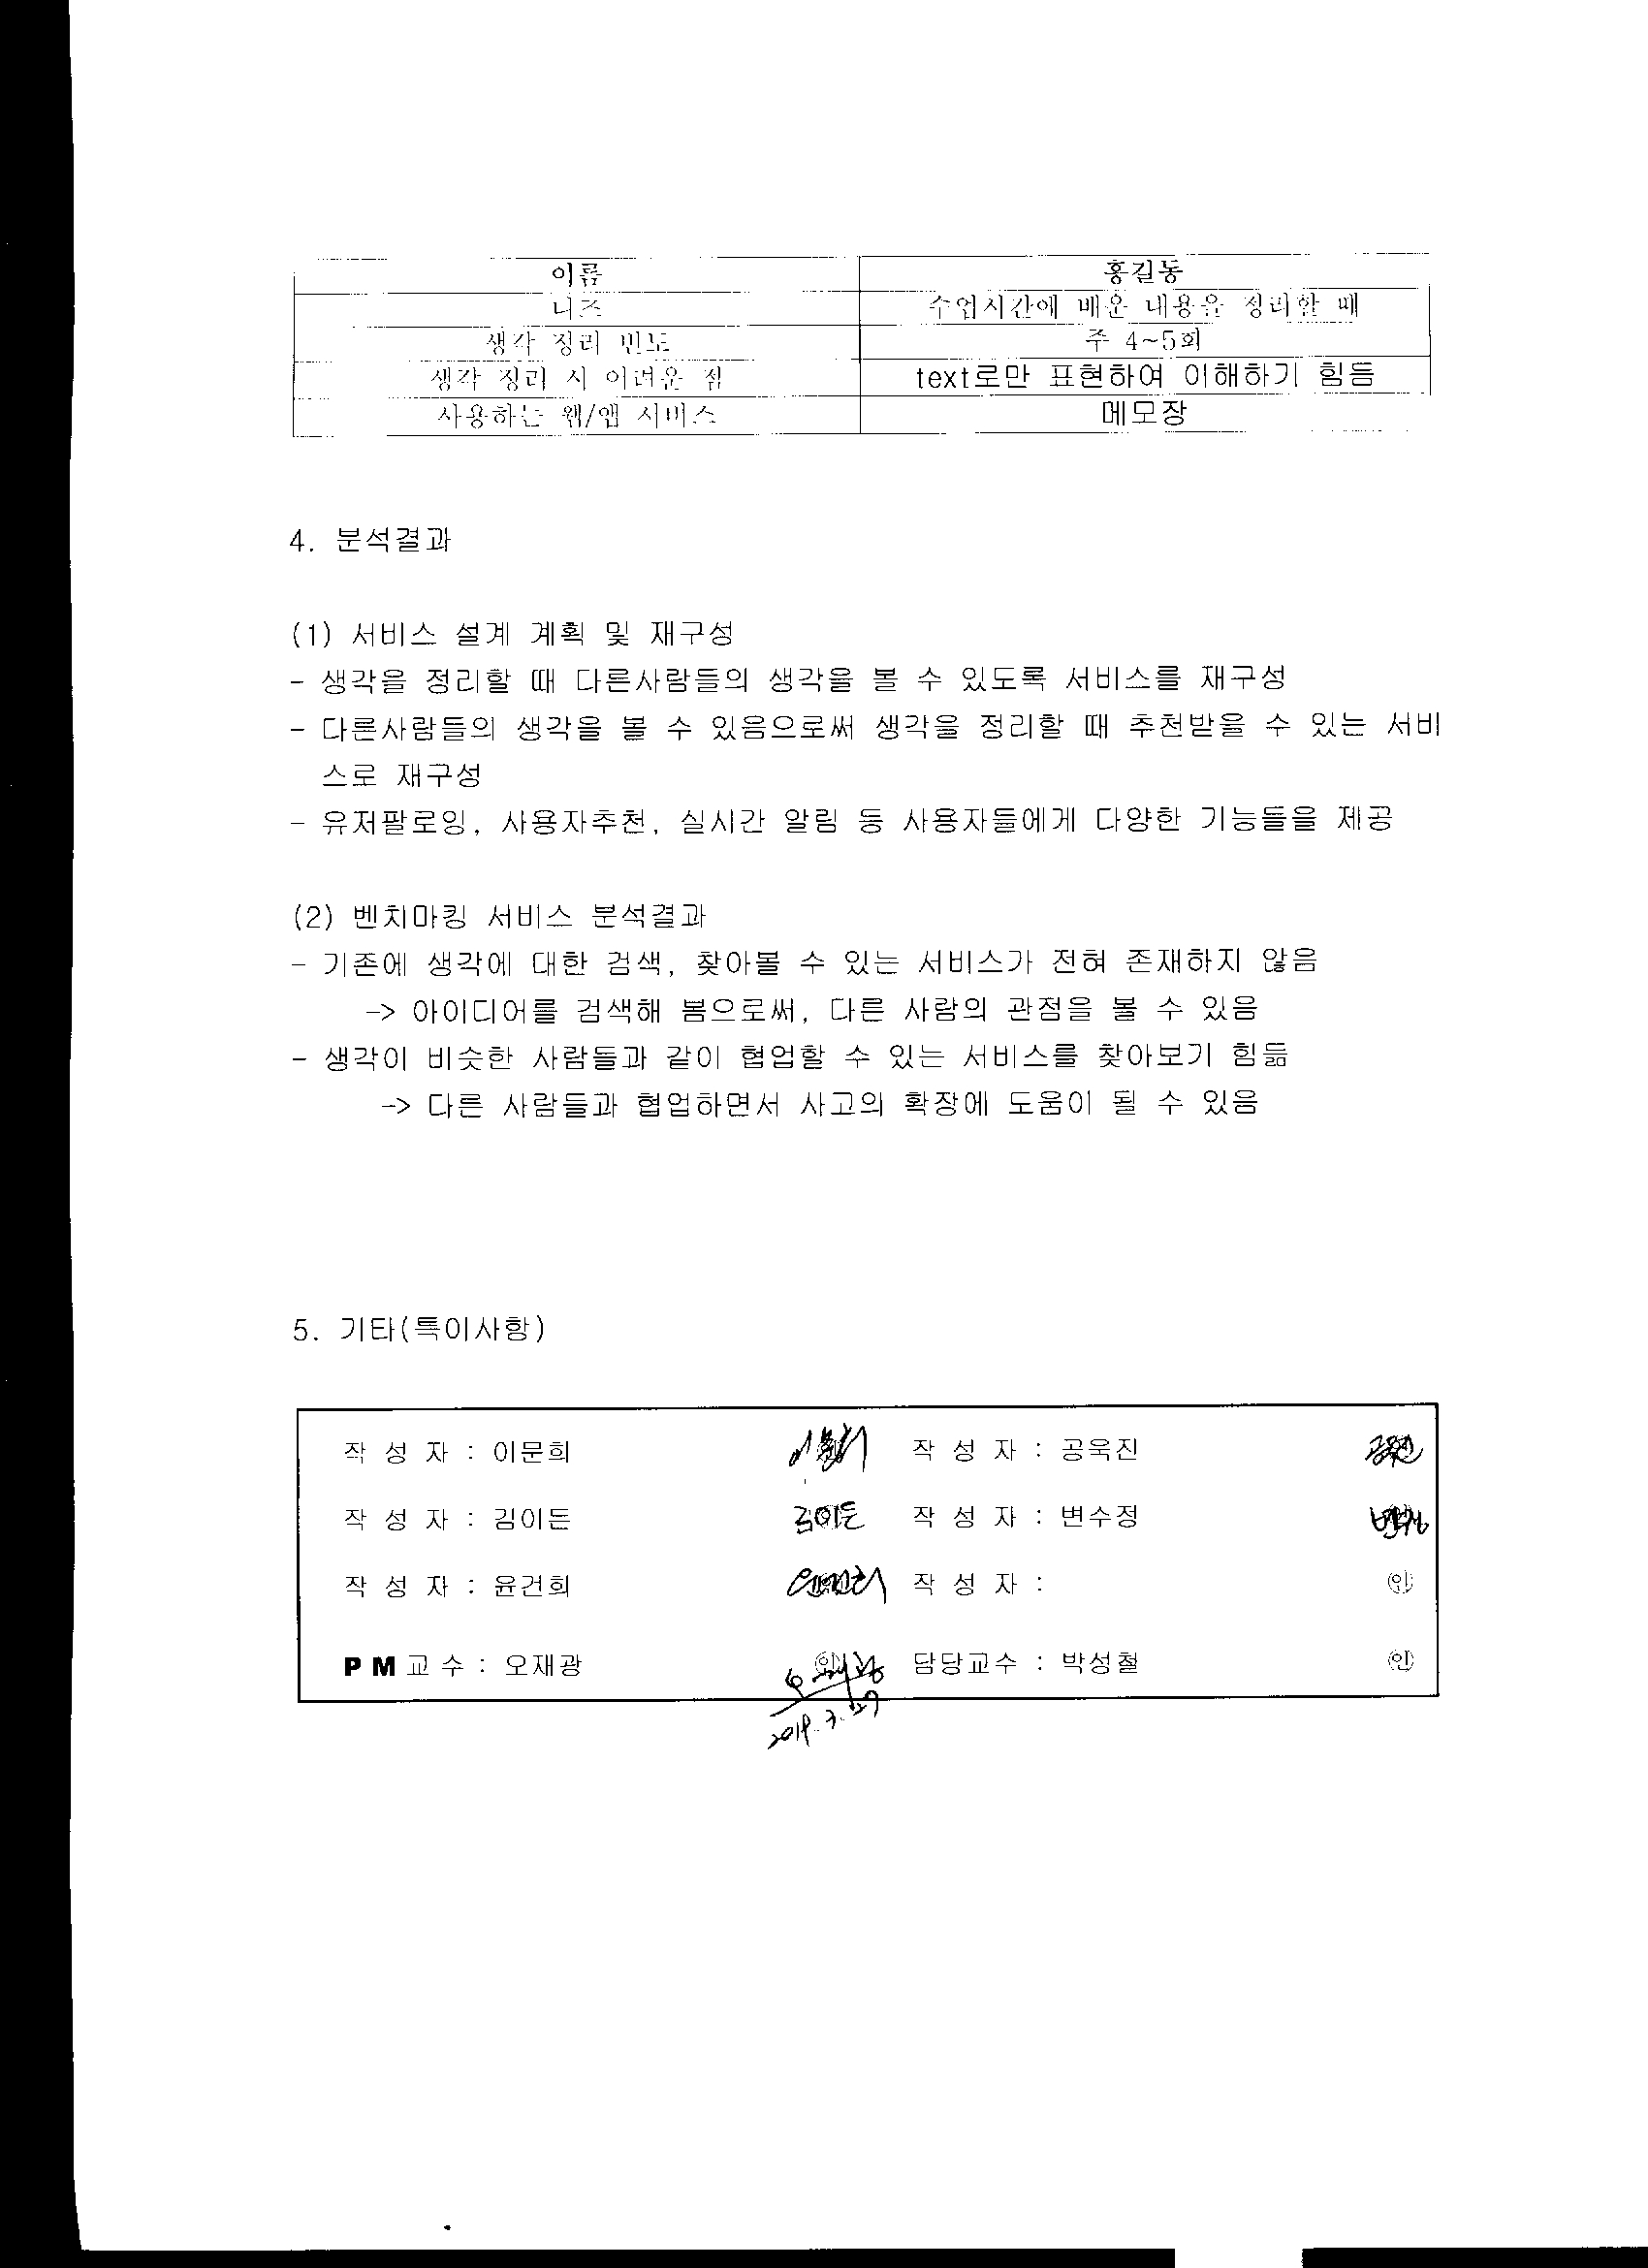 이름 홍길동
니즈 수업시간에 배운 내용을 정리할 때
생각 정리 빈도 주 4~5회
생각 정리 시 어려운 점 text로만 표현하여 이해하기 힘듬
사용하는 웹/앱 서비스 메모장
4. 분석결과
(1) 서비스 설계 계획 및 재구성
- 생각을 정리할 때 다른사람들의 생각을 볼 수 있도록 서비스를 재구성
- 다른사람들의 생각을 볼 수 있음으로써 생각을 정리할 때 추천받을 수 있는 서비
스로 재구성
- 유저팔로잉, 사용자추천, 실시간 알림 등 사용자들에게 다양한 기능들을 제공
(2) 벤치마킹 서비스 분석결과
- 기존에 생각에 대한 검색, 찾아볼 수 있는 서비스가 전혀 존재하지 않음
-> 아이디어를 검색해 봄으로써, 다른 사람의 관점을 볼 수 있음
- 생각이 비슷한 사람들과 같이 협업할 수 있는 서비스를 찾아보기 힘듦
-> 다른 사람들과 협업하면서 사고의 확장에 도움이 될 수 있음
5. 기타(특이사항)
작 성 자 : 이문희 이문희 작 성 자 : 공욱진
작 성 자 : 김이든 김이든 작 성 자 : 변수정
작 성 자 : 윤건희 작 성 자 : ㊞
PM교수 : 오재광 오재광 담당교수 : 박성철 ㊞
2019. 3. 27